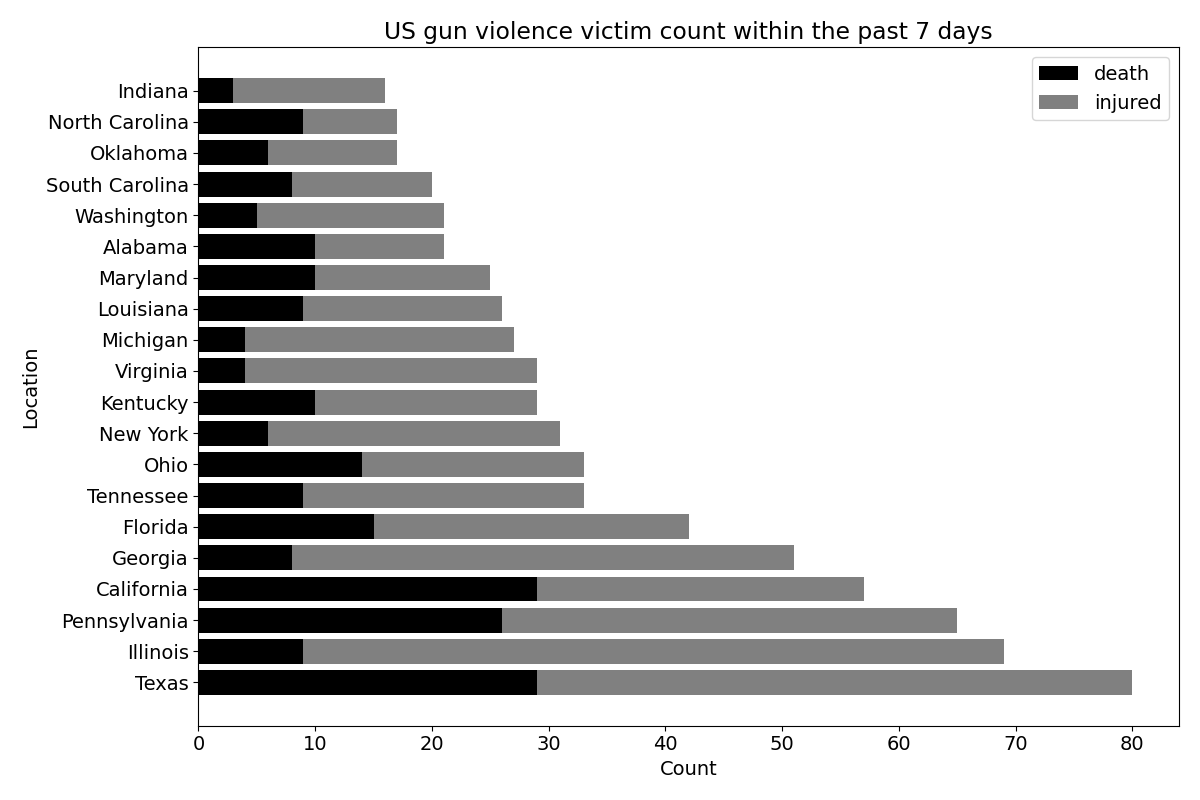 US gun violence victim count within the past 7 days
death
injured
Indiana
North Carolina
Oklahoma
South Carolina
Washington
Alabama
Maryland
Louisiana
Michigan
Virginia
Kentucky
New York
Ohio
Tennessee
Florida
Georgia
California
Pennsylvania
Illinois
Texas
Location
0 10 20 30 40 50 60 70 80
Count